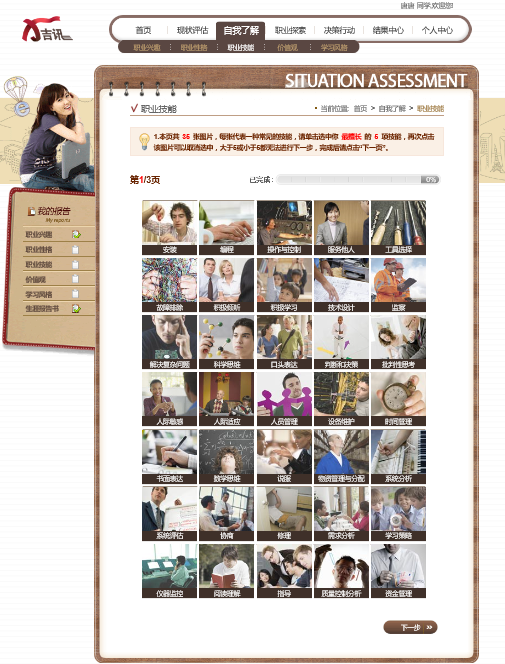 唐唐 同学,欢迎您!
吉讯
首页 现状评估 自我了解 职业探索 决策行动 结果中心 个人中心
职业兴趣 职业性格 职业技能 价值观 学习风格
SITUATION ASSESSMENT
职业技能
当前位置: 首页 > 自我了解 > 职业技能
1.本页共 35 张图片，每张代表一种常见的技能，请单击选中你 最擅长 的 6 项技能，再次点击
该图片可以取消选中，大于6或小于6都无法进行下一步，完成后请点击“下一页”。
我的报告
My reports
职业兴趣
职业性格
职业技能
价值观
学习风格
生涯报告书
第1/3页
已完成: 0%
安装 编程 操作与控制 服务他人 工具选择
故障排除 积极倾听 积极学习 技术设计 监察
解决复杂问题 科学思维 口头表达 判断和决策 批判性思考
人际敏感 人际适应 人员管理 设备维护 时间管理
书面表达 数学思维 说服 物资管理与分配 系统分析
系统评估 协商 修理 需求分析 学习策略
仪器监控 阅读理解 指导 质量控制分析 资金管理
下一步 »